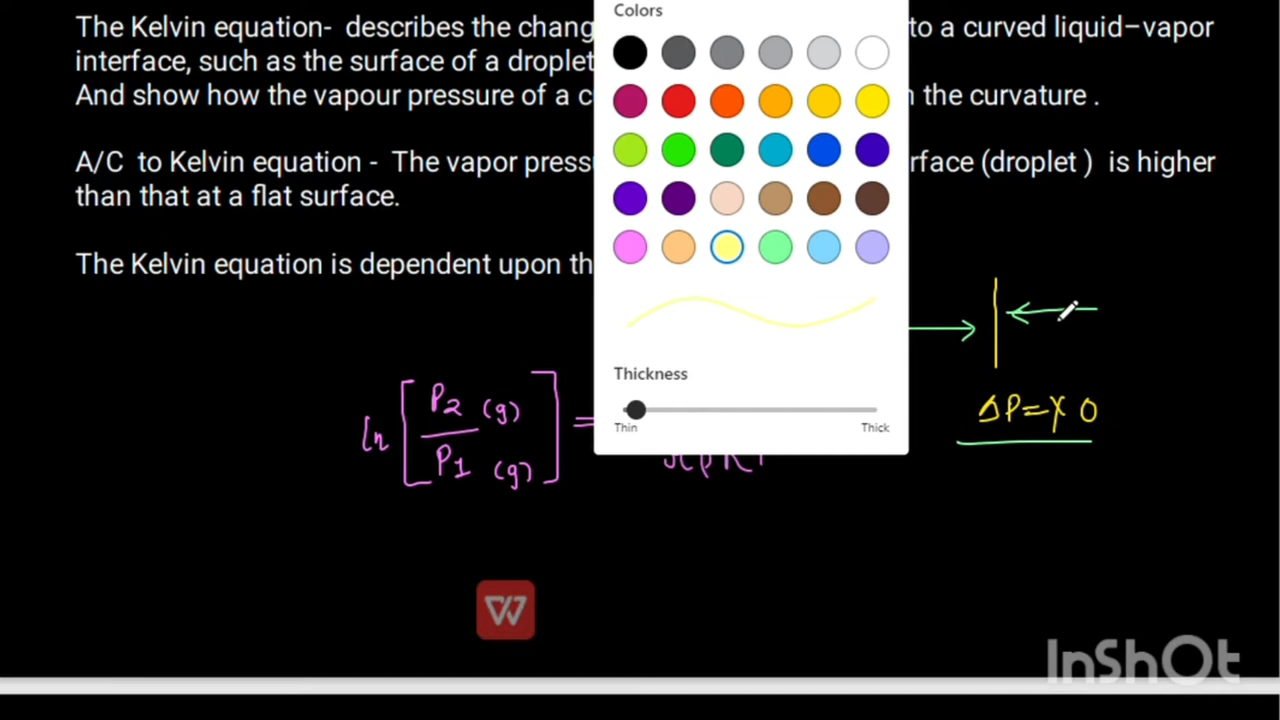 The Kelvin equation- describes the chang
Colors
to a curved liquid–vapor
interface, such as the surface of a droplet
And show how the vapour pressure of a c
the curvature .
A/C to Kelvin equation - The vapor press
rface (droplet ) is higher
than that at a flat surface.
The Kelvin equation is dependent upon th
Thickness
Thin
Thick
ln [ P2 (g) / P1 (g) ] =
ΔP=γ 0
InShOt